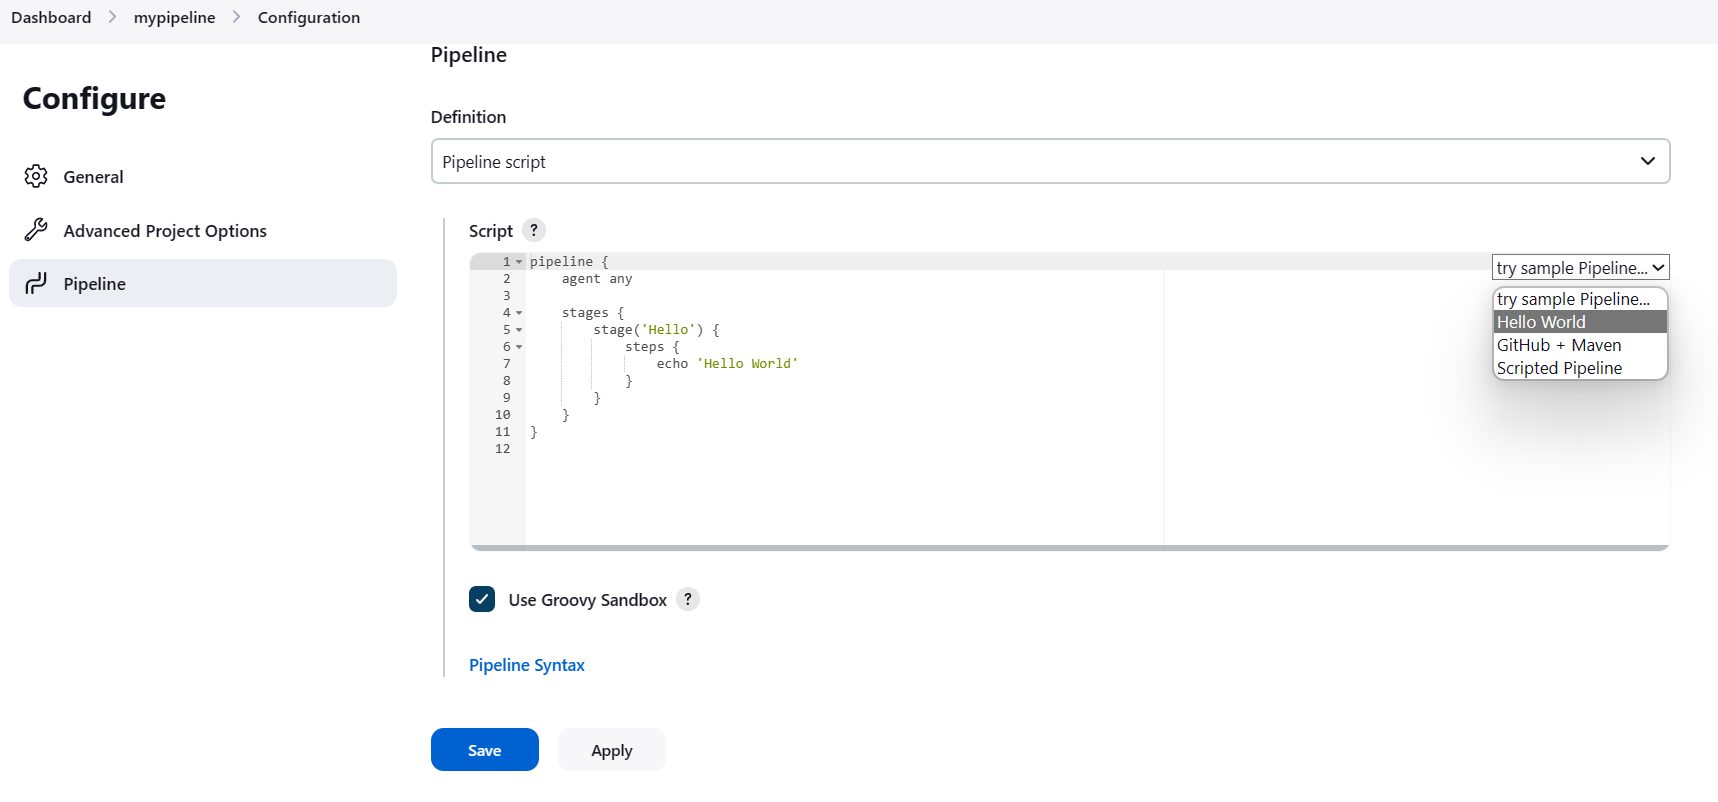 Dashboard > mypipeline > Configuration
Configure
General
Advanced Project Options
Pipeline
Pipeline
Definition
Pipeline script
Script ?
try sample Pipeline...
try sample Pipeline...
Hello World
GitHub + Maven
Scripted Pipeline
1 pipeline {
2     agent any
3
4     stages {
5         stage('Hello') {
6             steps {
7                 echo 'Hello World'
8             }
9         }
10     }
11 }
12
Use Groovy Sandbox ?
Pipeline Syntax
Save Apply